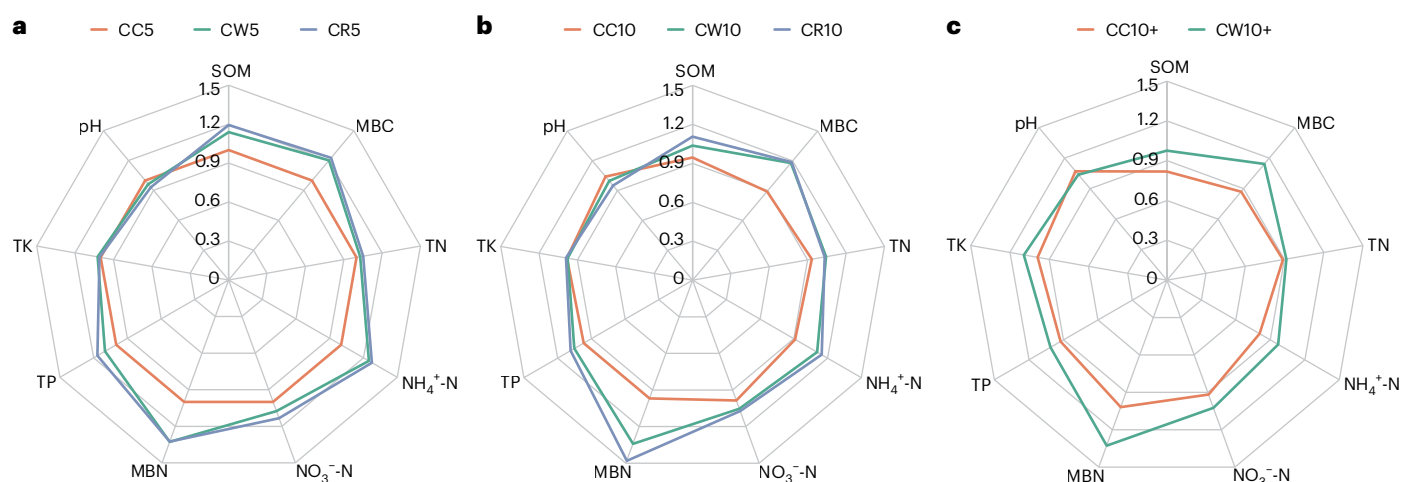 a CC5 CW5 CR5
SOM
1.5
1.2
0.9
0.6
0.3
0
pH MBC
TK TN
TP NH₄⁺-N
MBN NO₃⁻-N
b CC10 CW10 CR10
SOM
1.5
1.2
0.9
0.6
0.3
0
pH MBC
TK TN
TP NH₄⁺-N
MBN NO₃⁻-N
c CC10+ CW10+
SOM
1.5
1.2
0.9
0.6
0.3
0
pH MBC
TK TN
TP NH₄⁺-N
MBN NO₃⁻-N